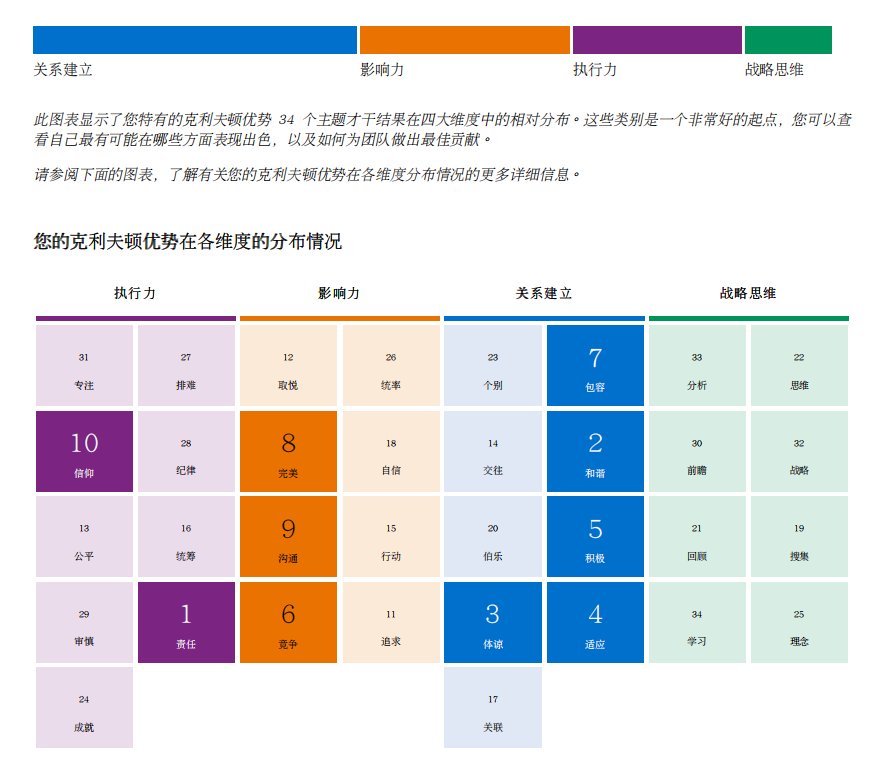 关系建立 影响力 执行力 战略思维
此图表显示了您特有的克利夫顿优势 34 个主题才干结果在四大维度中的相对分布。这些类别是一个非常好的起点，您可以查
看自己最有可能在哪些方面表现出色，以及如何为团队做出最佳贡献。
请参阅下面的图表，了解有关您的克利夫顿优势在各维度分布情况的更多详细信息。
您的克利夫顿优势在各维度的分布情况
执行力 影响力 关系建立 战略思维
31 27 12 26 23 7 33 22
专注 排难 取悦 统率 个别 包容 分析 思维
10 28 8 18 14 2 30 32
信仰 纪律 完美 自信 交往 和谐 前瞻 战略
13 16 9 15 20 5 21 19
公平 统筹 沟通 行动 伯乐 积极 回顾 搜集
29 1 6 11 3 4 34 25
审慎 责任 竞争 追求 体谅 适应 学习 理念
24 17
成就 关联